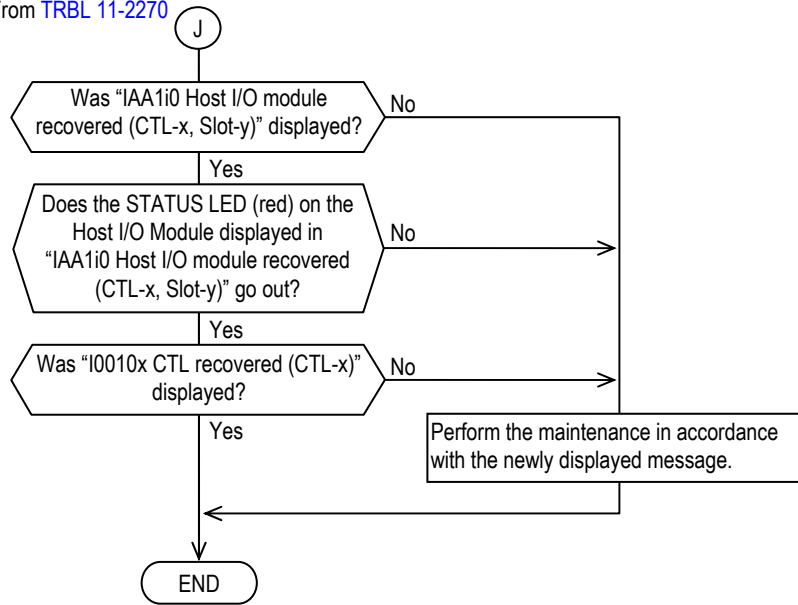 from TRBL 11-2270
J
Was “IAA1i0 Host I/O module
recovered (CTL-x, Slot-y)” displayed?
No
Yes
Does the STATUS LED (red) on the
Host I/O Module displayed in
“IAA1i0 Host I/O module recovered
(CTL-x, Slot-y)” go out?
No
Yes
Was “I0010x CTL recovered (CTL-x)”
displayed?
No
Yes
Perform the maintenance in accordance
with the newly displayed message.
END